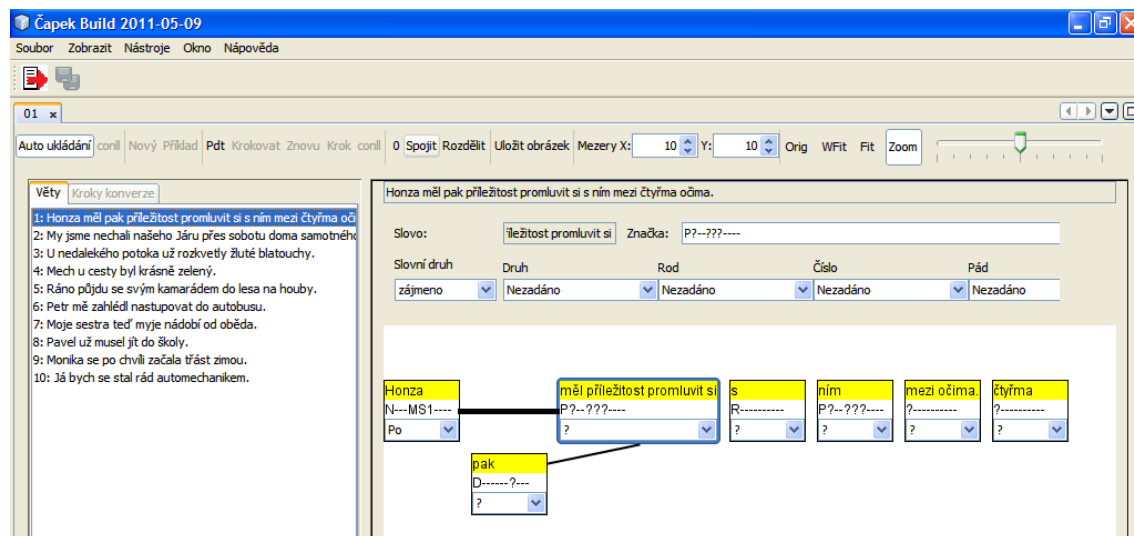 Čapek Build 2011-05-09
Soubor Zobrazit Nástroje Okno Nápověda
01 x
Auto ukládání conll Nový Příklad Pdt Krokovat Znovu Krok conll 0 Spojit Rozdělit Uložit obrázek Mezery X: 10 Y: 10 Orig WFit Fit Zoom
Věty Kroky konverze
1: Honza měl pak příležitost promluvit si s ním mezi čtyřma oči
2: My jsme nechali našeho Járu přes sobotu doma samotného
3: U nedalekého potoka už rozkvetly žluté blatouchy.
4: Mech u cesty byl krásně zelený.
5: Ráno půjdu se svým kamarádem do lesa na houby.
6: Petr mě zahlédl nastupovat do autobusu.
7: Moje sestra teď myje nádobí od oběda.
8: Pavel už musel jít do školy.
9: Monika se po chvíli začala třást zimou.
10: Já bych se stal rád automechanikem.
Honza měl pak příležitost promluvit si s ním mezi čtyřma očima.
Slovo: říležitost promluvit si Značka: P?--???----
Slovní druh Druh Rod Číslo Pád
zájmeno Nezadáno Nezadáno Nezadáno Nezadáno
Honza měl příležitost promluvit si s ním mezi očima. čtyřma
N---MS1---- P?--???---- R---------- P?--???---- ?---------- ?----------
Po ? ? ? ? ?
pak
D------?---
?